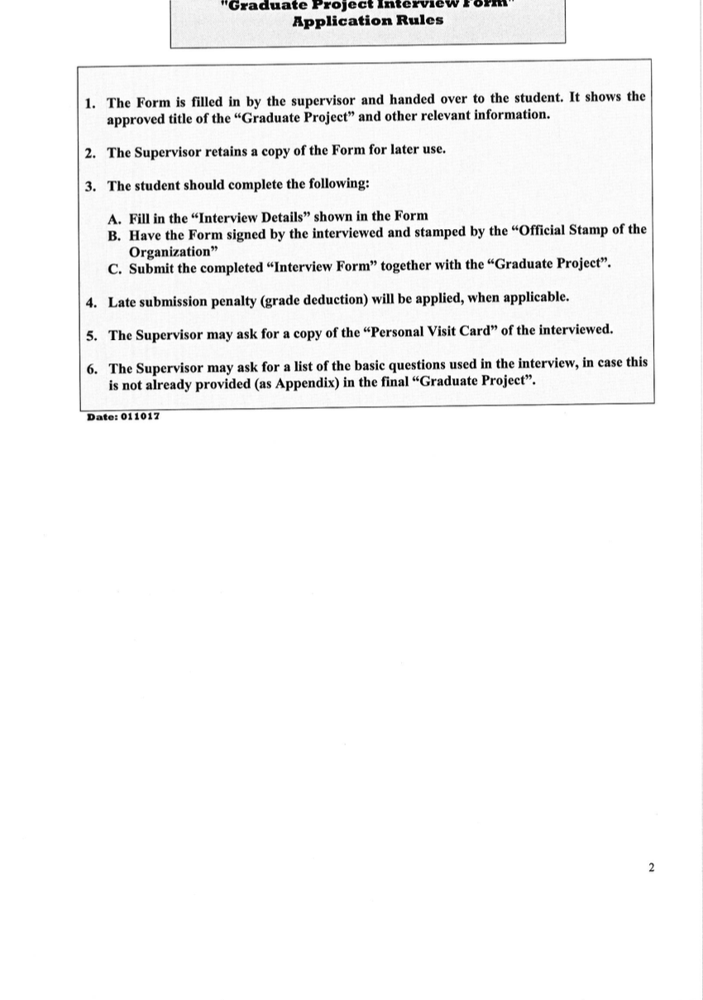 "Graduate Project Interview Form"
Application Rules
1. The Form is filled in by the supervisor and handed over to the student. It shows the
approved title of the “Graduate Project” and other relevant information.
2. The Supervisor retains a copy of the Form for later use.
3. The student should complete the following:
A. Fill in the “Interview Details” shown in the Form
B. Have the Form signed by the interviewed and stamped by the “Official Stamp of the
Organization”
C. Submit the completed “Interview Form” together with the “Graduate Project”.
4. Late submission penalty (grade deduction) will be applied, when applicable.
5. The Supervisor may ask for a copy of the “Personal Visit Card” of the interviewed.
6. The Supervisor may ask for a list of the basic questions used in the interview, in case this
is not already provided (as Appendix) in the final “Graduate Project”.
Date: 011017
2